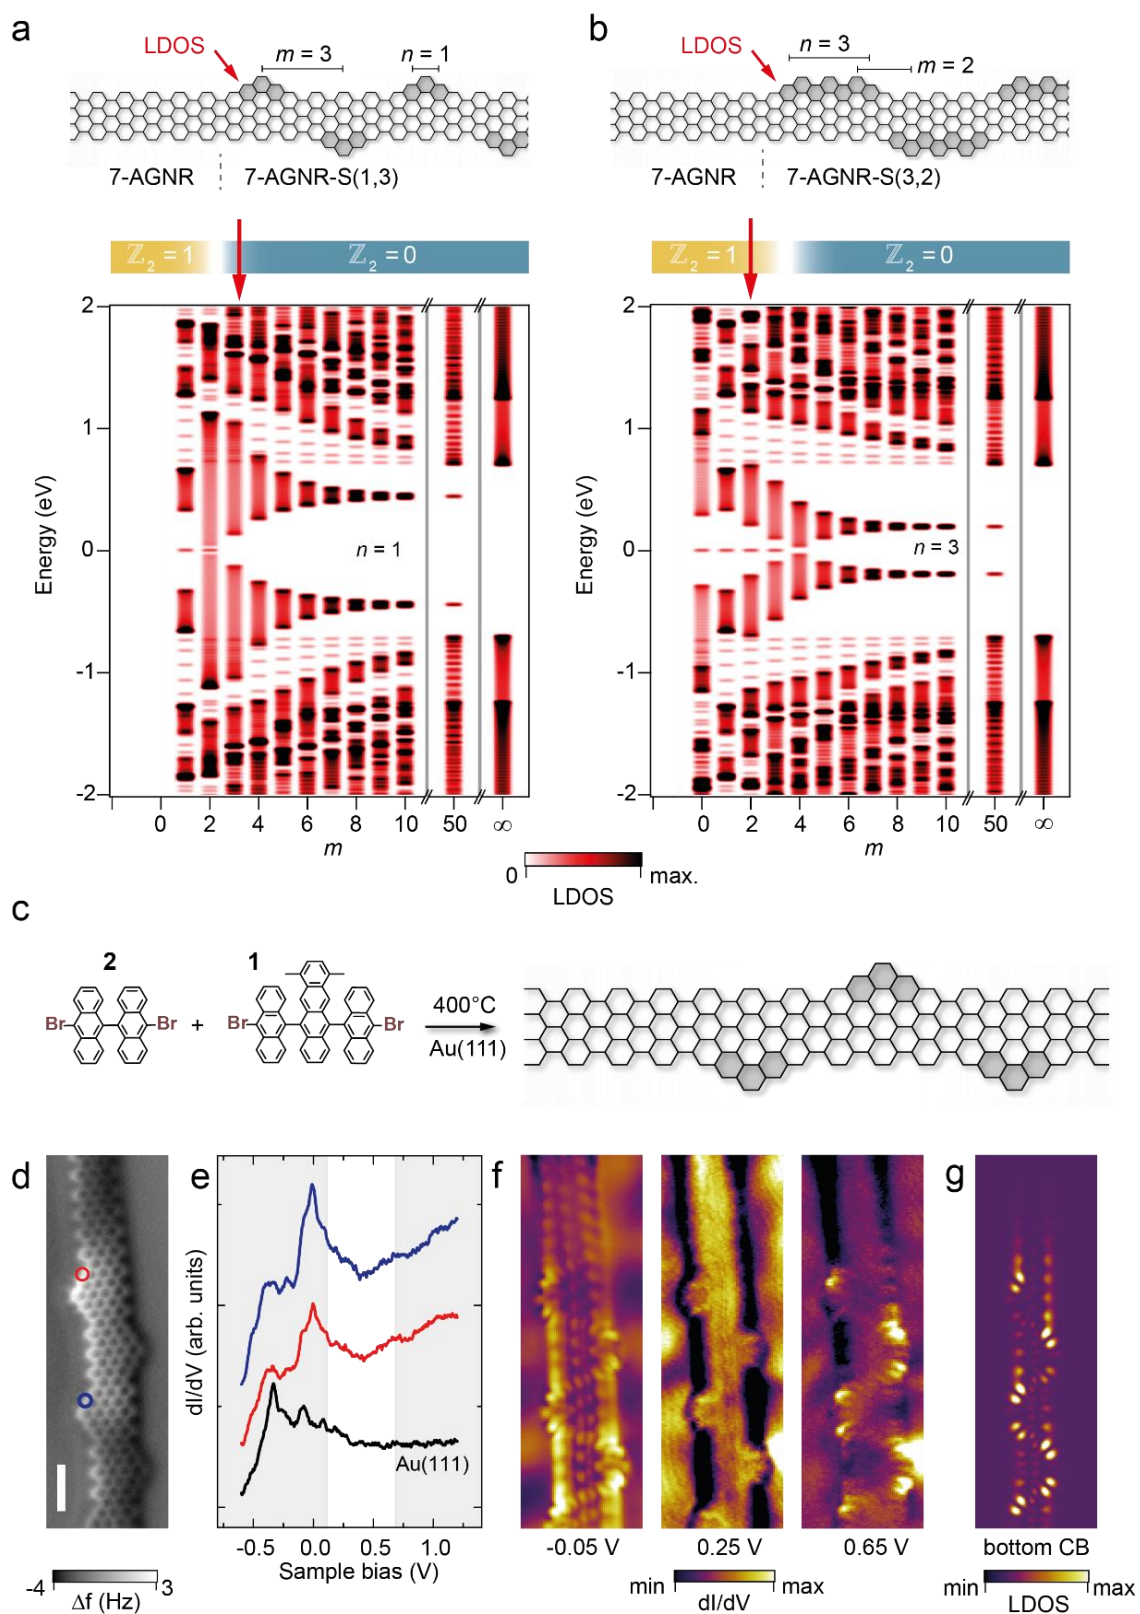 a
LDOS
m = 3
n = 1
7-AGNR
7-AGNR-S(1,3)
ℤ₂ = 1
ℤ₂ = 0
Energy (eV)
2
1
0
-1
-2
n = 1
0 2 4 6 8 10 50 ∞
m
b
LDOS
n = 3
m = 2
7-AGNR
7-AGNR-S(3,2)
ℤ₂ = 1
ℤ₂ = 0
Energy (eV)
2
1
0
-1
-2
n = 3
0 2 4 6 8 10 50 ∞
m
0 max.
LDOS
c
2
Br
Br
+
1
Br
Br
400°C
Au(111)
d
-4 3
Δf (Hz)
e
dI/dV (arb. units)
Au(111)
-0.5 0.0 0.5 1.0
Sample bias (V)
f
-0.05 V
0.25 V
0.65 V
min max
dI/dV
g
bottom CB
min max
LDOS